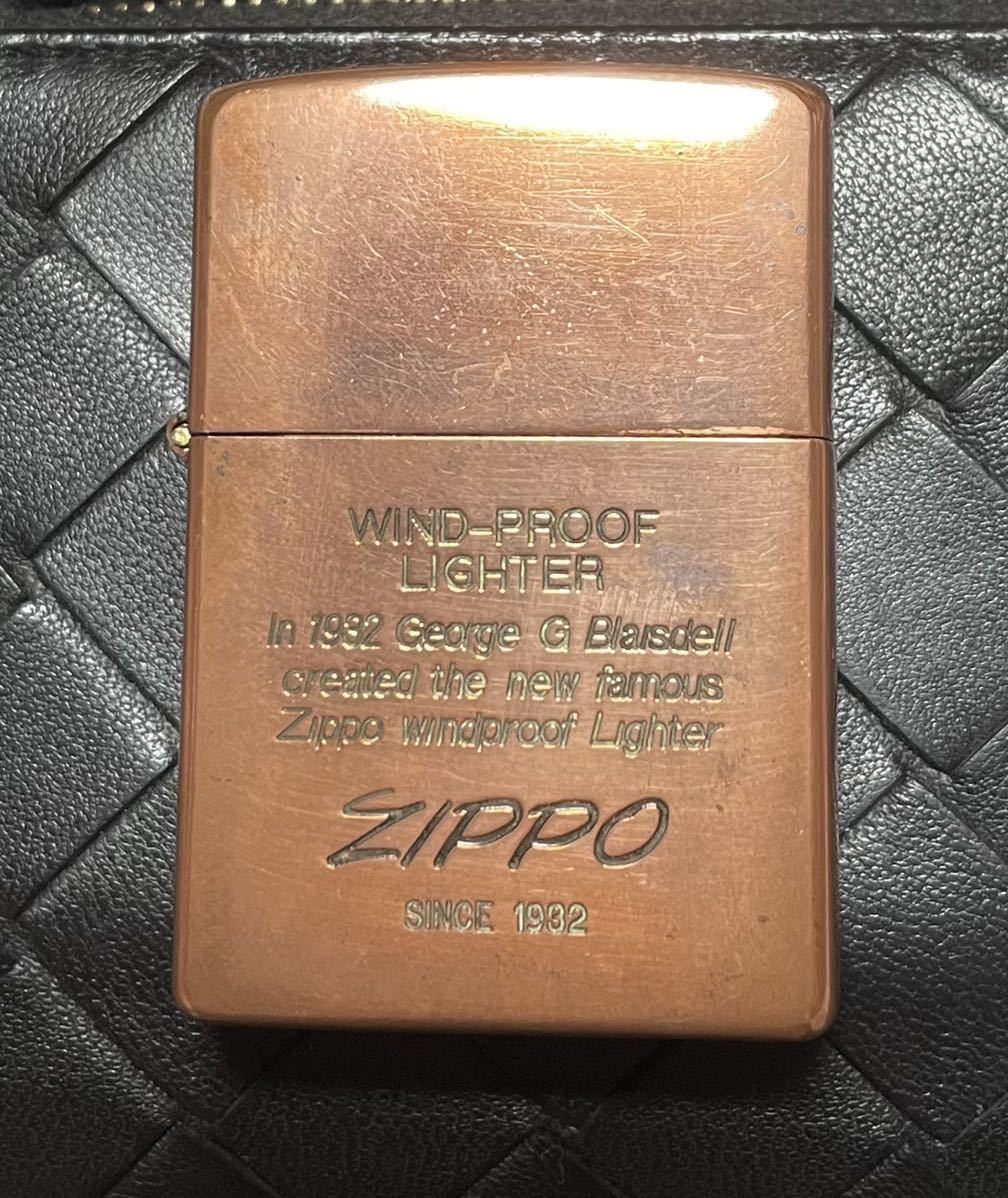 WIND-PROOF
LIGHTER
In 1932 George G Blaisdell
created the new famous
Zippo windproof Lighter
ZIPPO
SINCE 1932